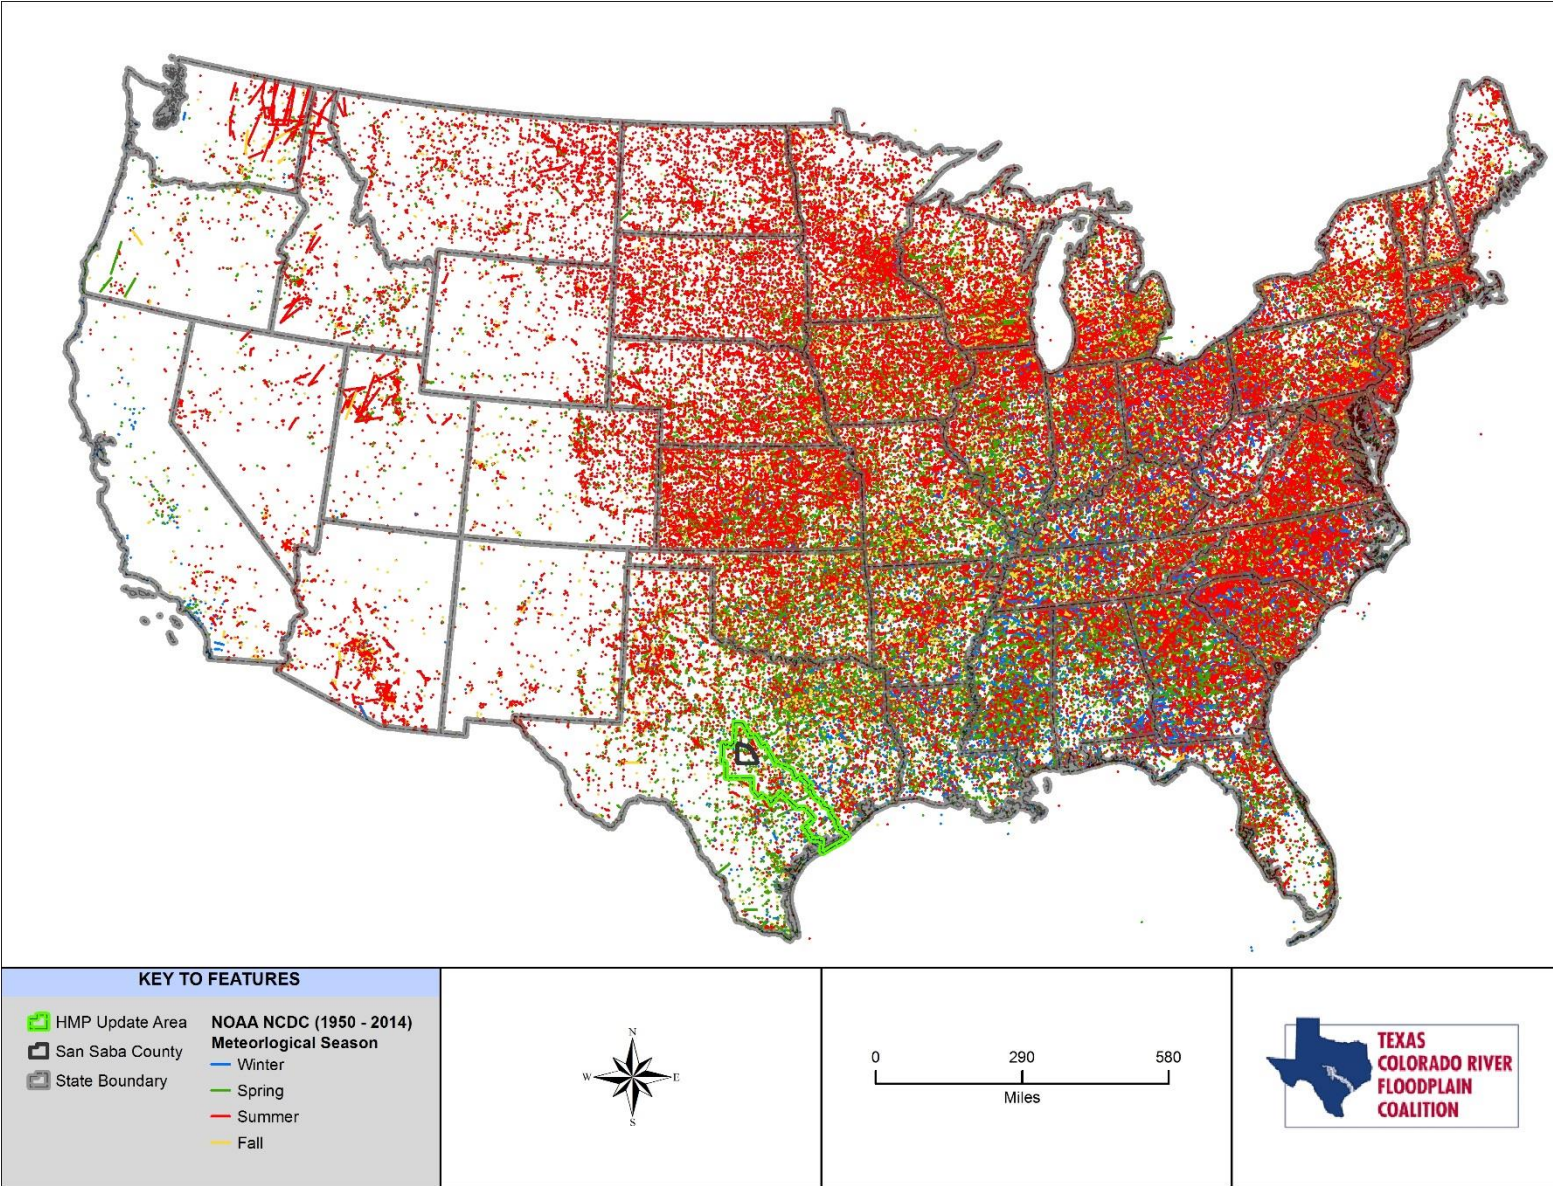 KEY TO FEATURES
HMP Update Area
San Saba County
State Boundary
NOAA NCDC (1950 - 2014)
Meteorlogical Season
Winter
Spring
Summer
Fall
N
W E
S
0 290 580
Miles
TEXAS
COLORADO RIVER
FLOODPLAIN
COALITION